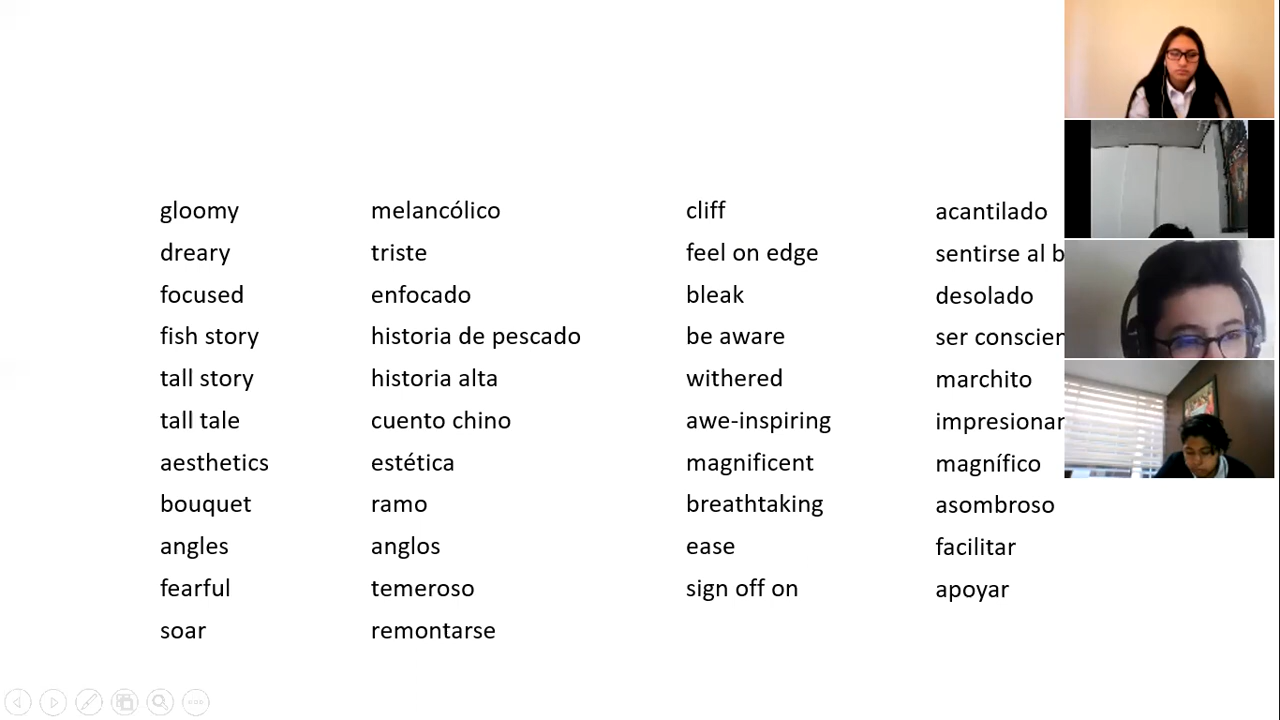 gloomy melancólico cliff acantilado
dreary triste feel on edge sentirse al
focused enfocado bleak desolado
fish story historia de pescado be aware ser
tall story historia alta withered marchito
tall tale cuento chino awe-inspiring
aesthetics estética magnificent magnífico
bouquet ramo breathtaking asombroso
angles anglos ease facilitar
fearful temeroso sign off on apoyar
soar remontarse